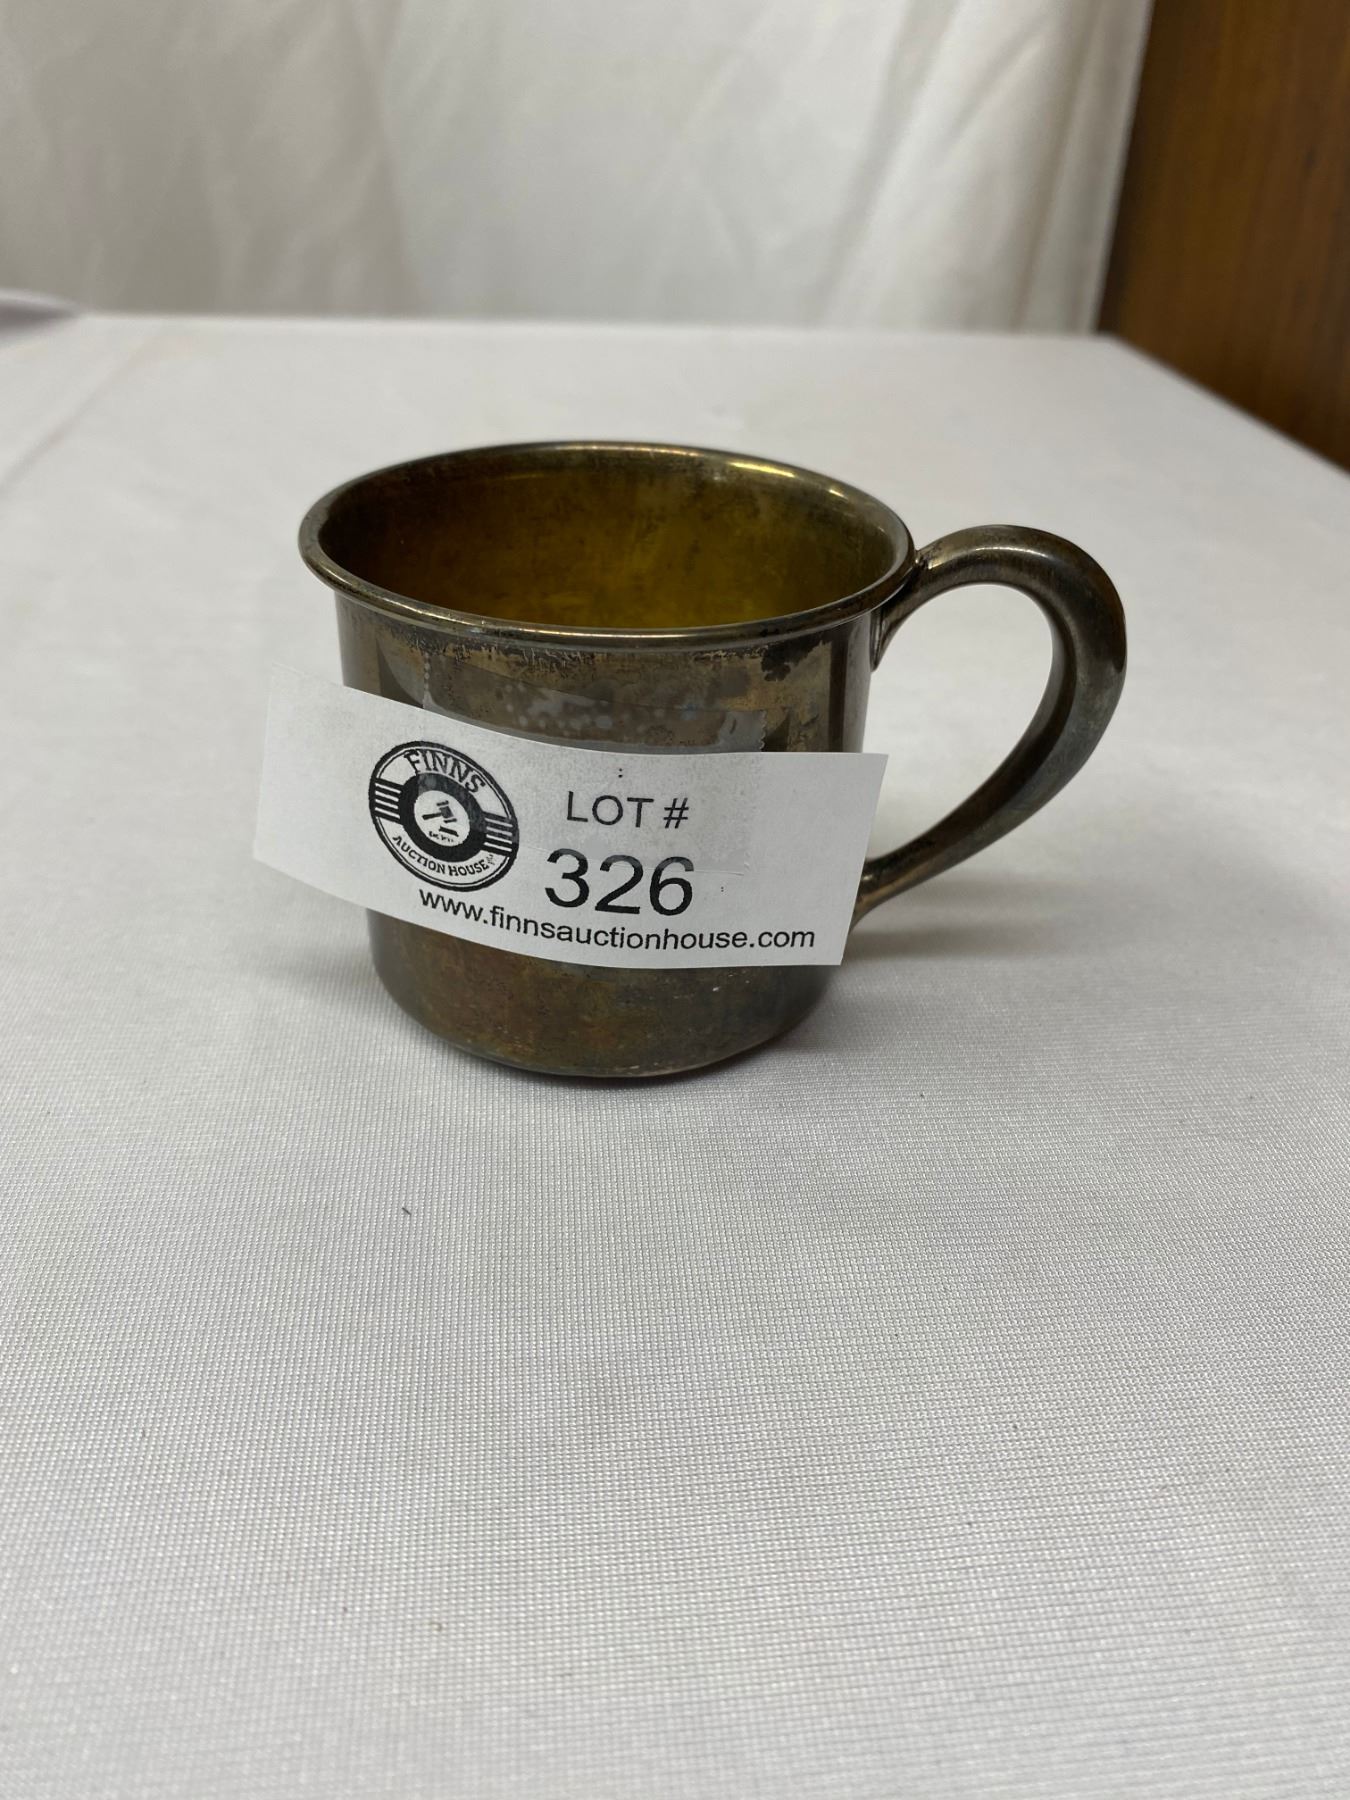 FINNS
AUCTION HOUSE
LOT #
326
www.finnsauctionhouse.com